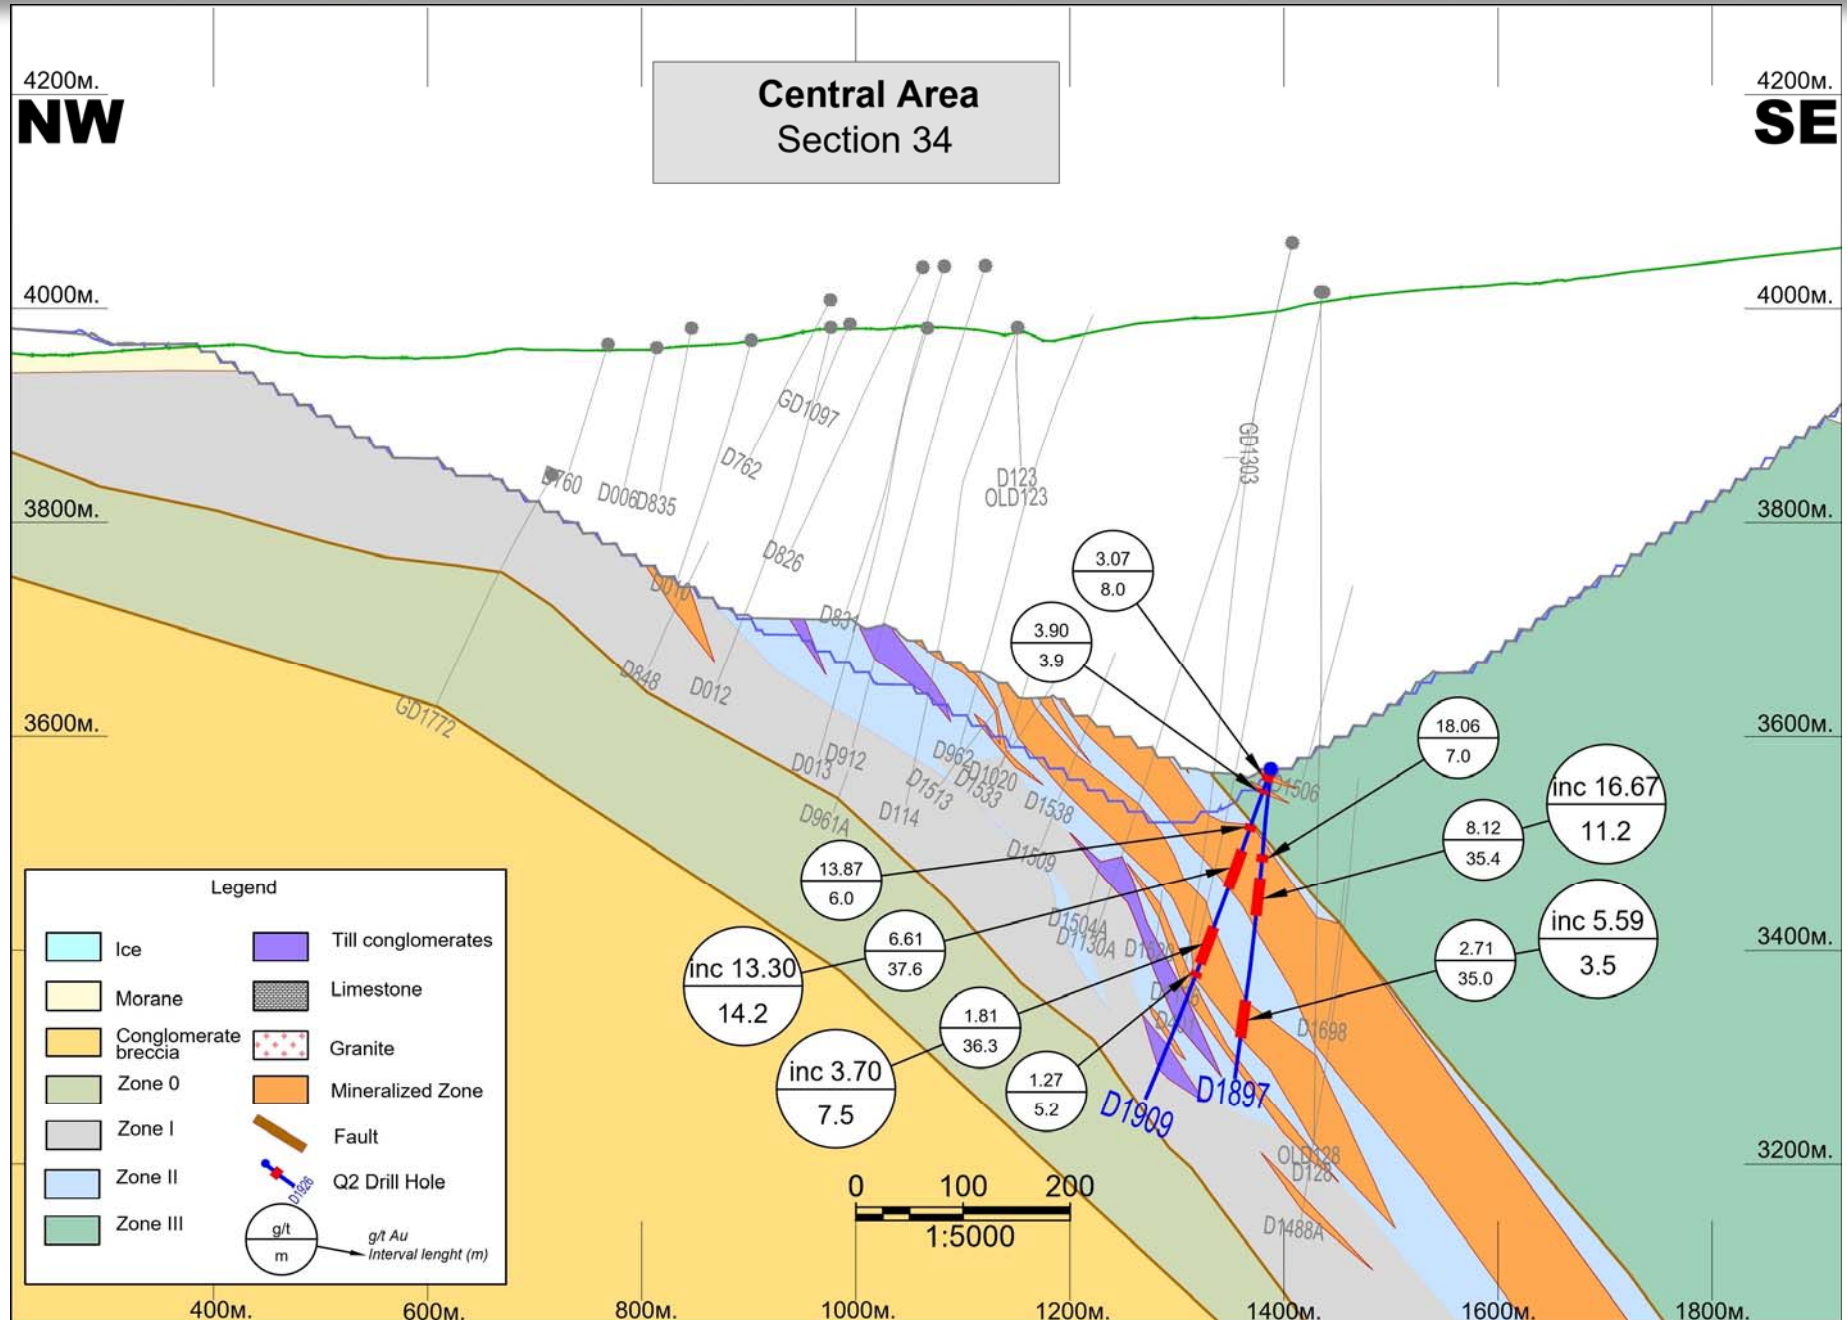 4200м.
4200м.
NW
SE
Central Area
Section 34
4000м.
4000м.
GD1097
D762
GD1303
D760
D006
D835
D123
OLD123
3800м.
3800м.
D826
D010
D831
3.07
8.0
3.90
3.9
D848
D012
GD1772
3600м.
3600м.
18.06
7.0
D013
D912
D962
D1020
D1513
D1533
D1538
D1506
D961A
D114
inc 16.67
11.2
8.12
35.4
D1509
13.87
6.0
D1504A
D1130A
6.61
37.6
inc 13.30
14.2
inc 5.59
3.5
2.71
35.0
3400м.
1.81
36.3
D1698
inc 3.70
7.5
1.27
5.2
D1909
D1897
OLD128
D128
3200м.
D1488A
0 100 200
1:5000
Legend
Ice
Morane
Conglomerate
breccia
Zone 0
Zone I
Zone II
Zone III
Till conglomerates
Limestone
Granite
Mineralized Zone
Fault
Q2 Drill Hole
D1926
g/t
m
g/t Au
Interval lenght (m)
400м.
600м.
800м.
1000м.
1200м.
1400м.
1600м.
1800м.